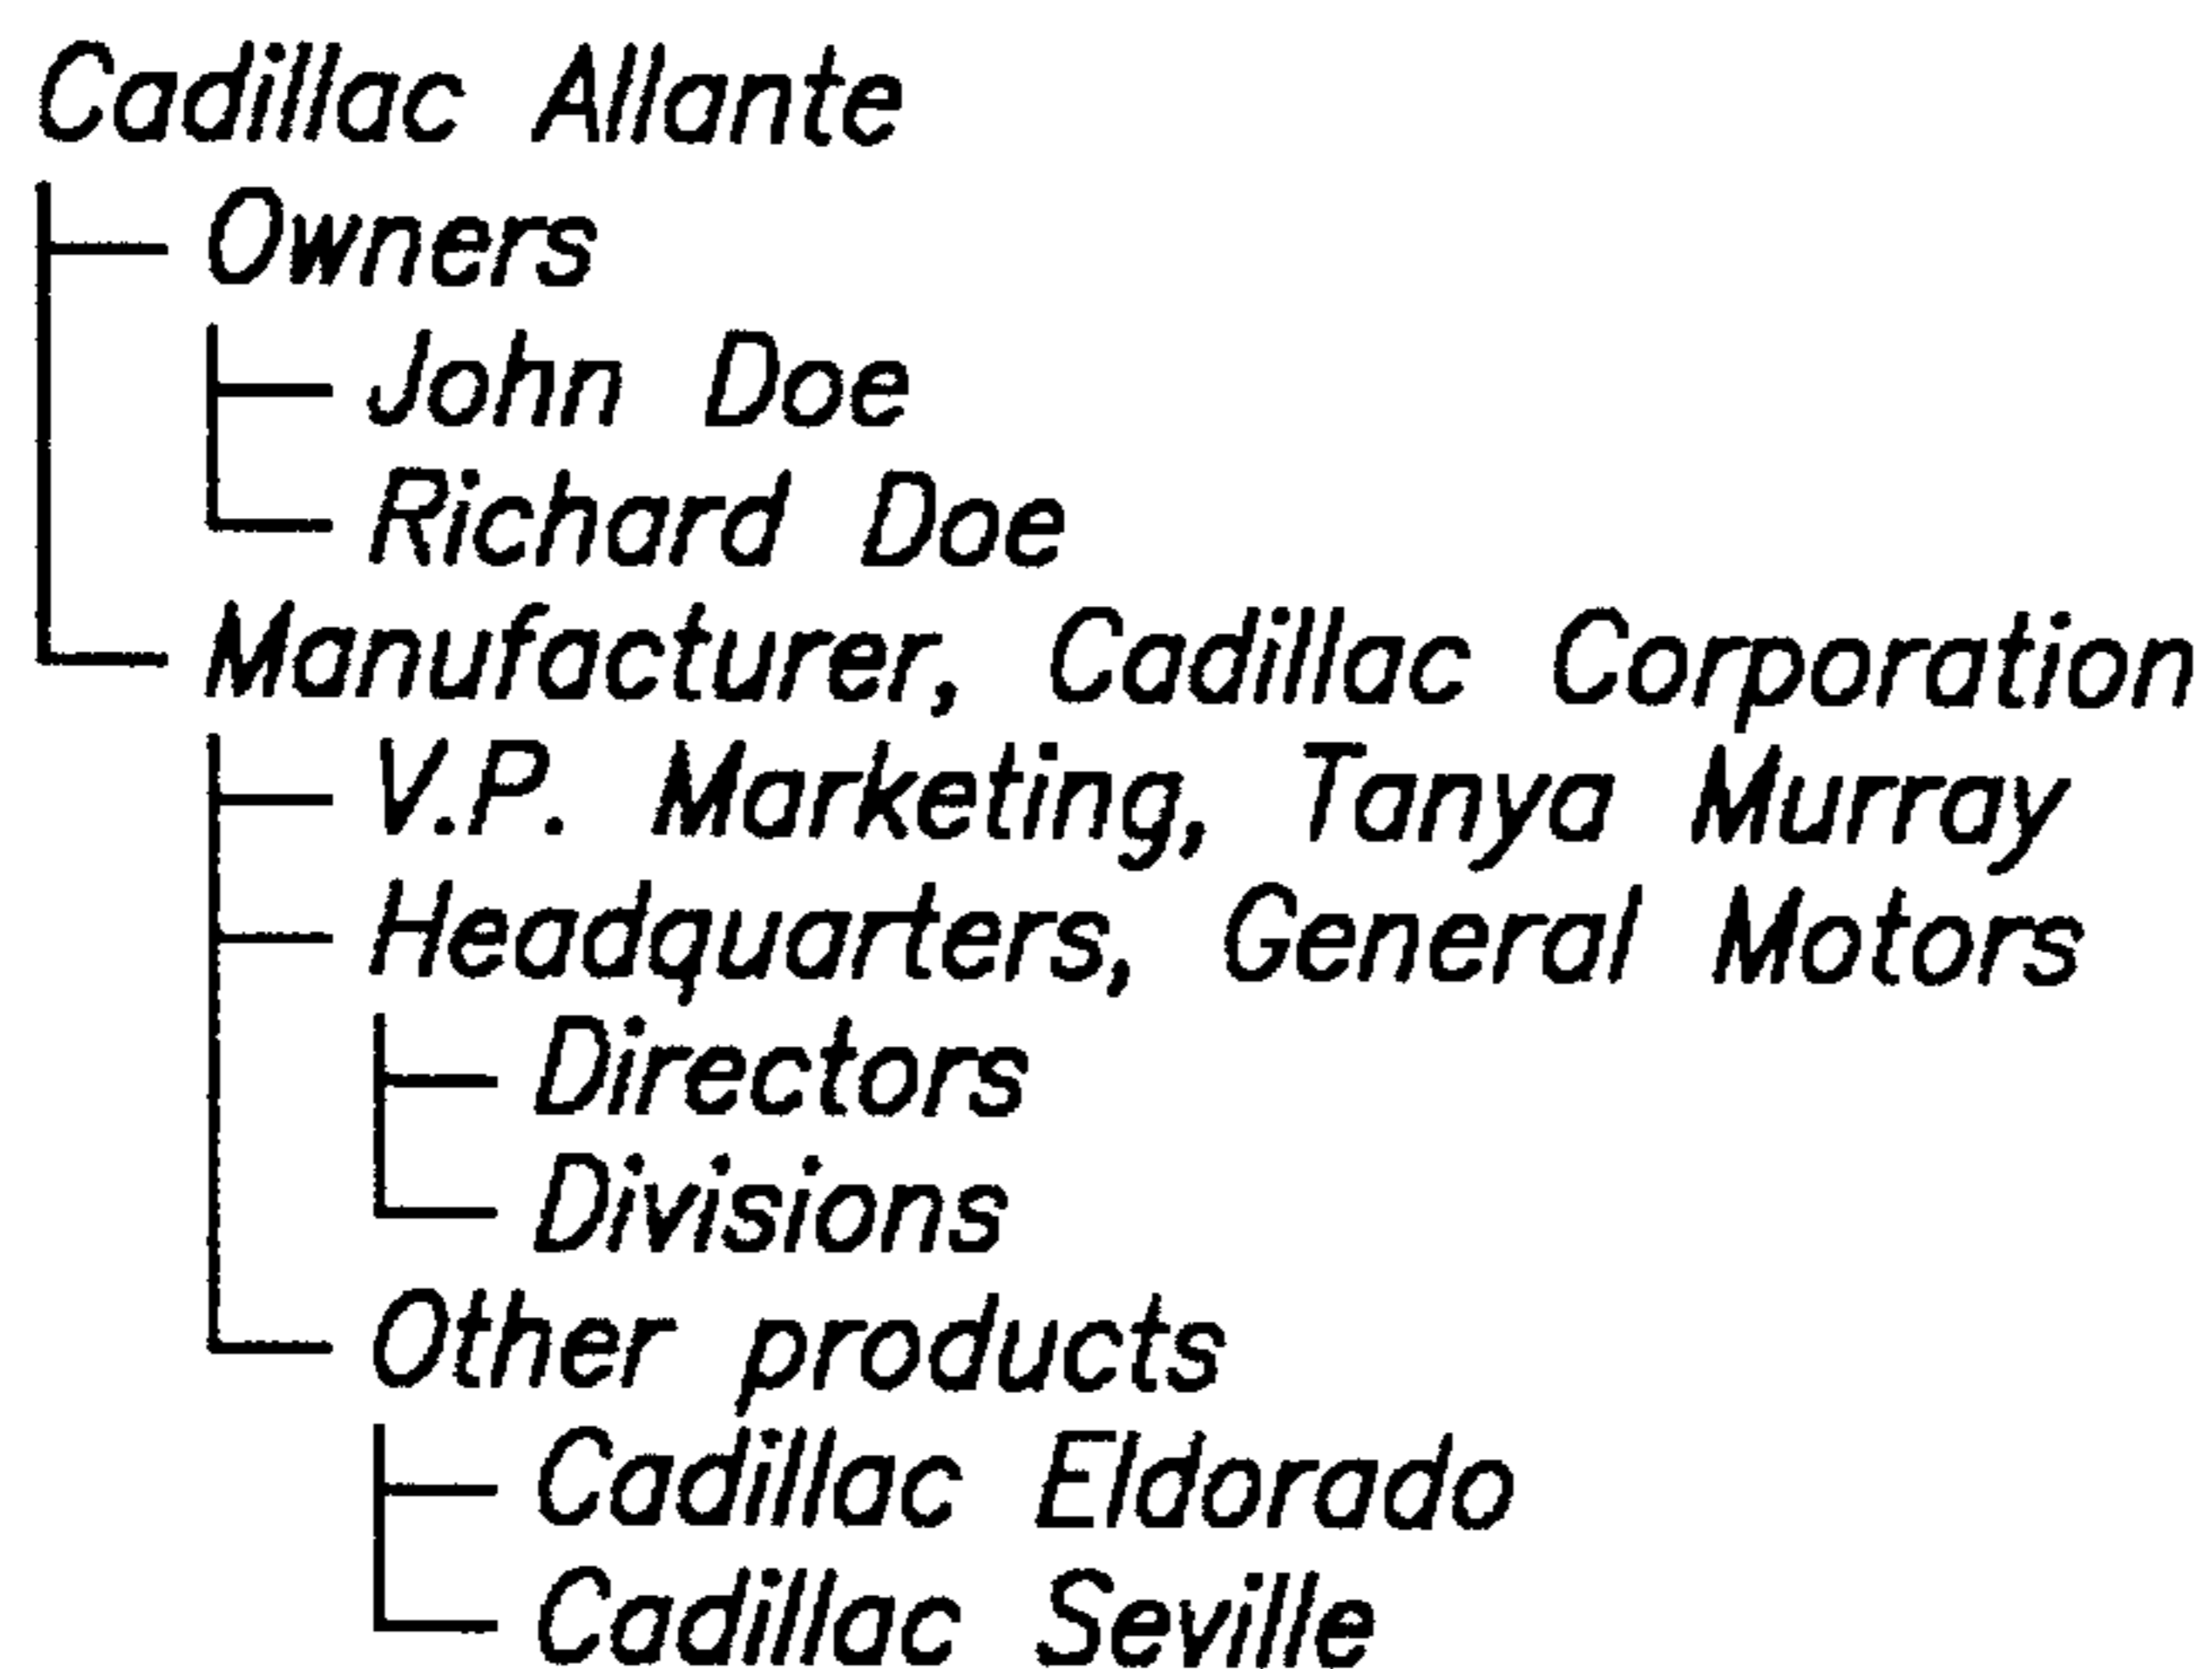 Cadillac Allante
Owners
John Doe
Richard Doe
Manufacturer, Cadillac Corporation
V.P. Marketing, Tanya Murray
Headquarters, General Motors
Directors
Divisions
Other products
Cadillac Eldorado
Cadillac Seville